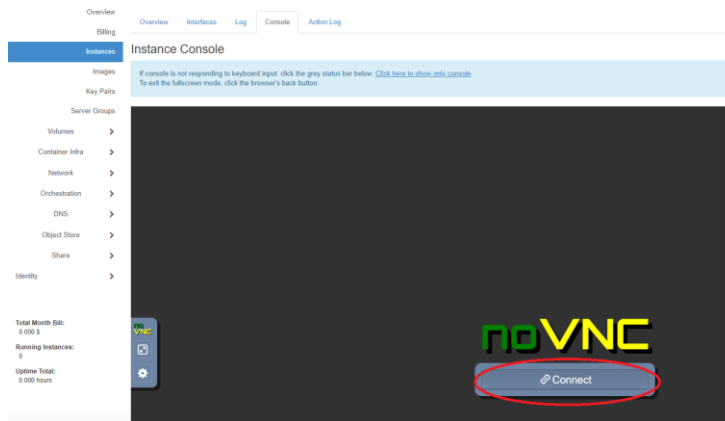 Overview
Billing
Instances
Images
Key Pairs
Server Groups
Volumes
Container Infra
Network
Orchestration
DNS
Object Store
Share
Identity
Total Month Bill:
0.000 $
Running Instances:
0
Uptime Total:
0.000 hours
Overview Interfaces Log Console Action Log
Instance Console
If console is not responding to keyboard input: click the grey status bar below. Click here to show only console
To exit the fullscreen mode, click the browser's back button.
no
VNC
noVNC
Connect